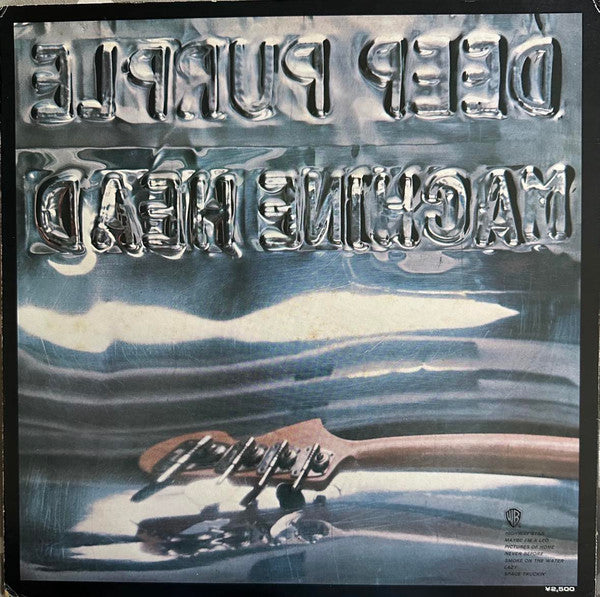 DEEP PURPLE
MACHINE HEAD
WB
HIGHWAY STAR
MAYBE I'M A LEO
PICTURES OF HOME
NEVER BEFORE
SMOKE ON THE WATER
LAZY
SPACE TRUCKIN'
¥2,500